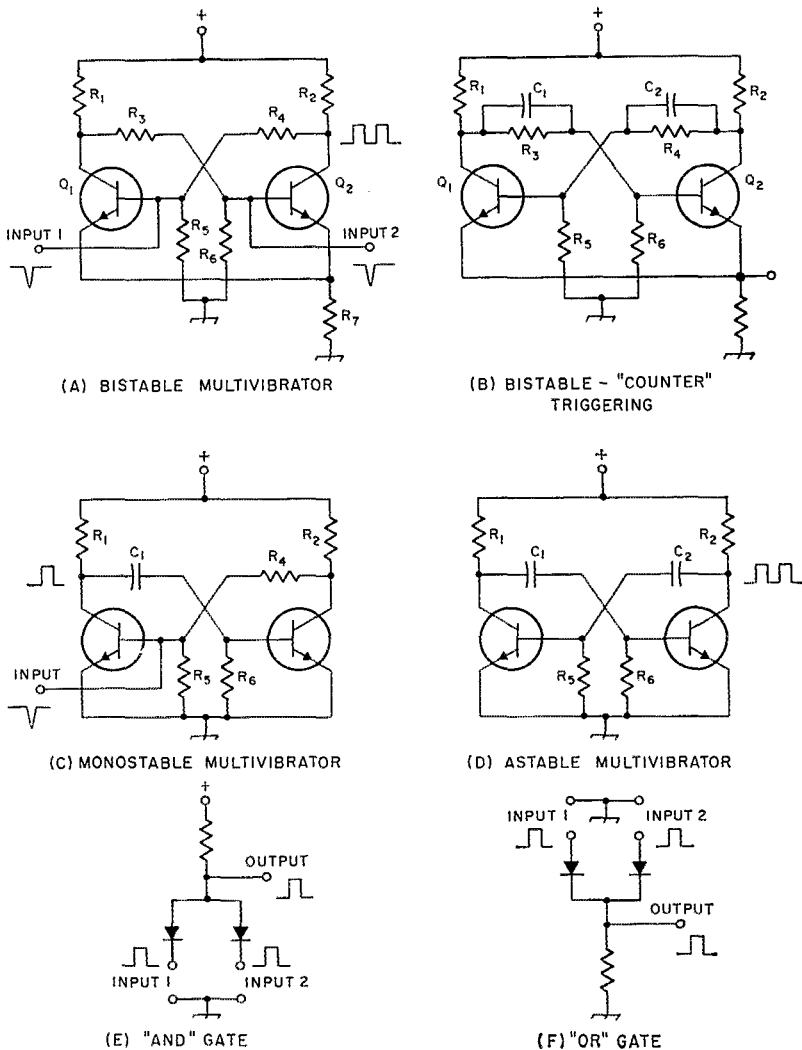 +
+
R1
R2
R3
R4
Q1
Q2
INPUT 1
R5
R6
INPUT 2
R7
(A) BISTABLE MULTIVIBRATOR
R1
C1
C2
R2
R3
R4
Q1
Q2
R5
R6
(B) BISTABLE - "COUNTER"
TRIGGERING
+
+
R1
C1
R4
R2
INPUT
R5
R6
(C) MONOSTABLE MULTIVIBRATOR
R1
C1
C2
R2
R5
R6
(D) ASTABLE MULTIVIBRATOR
+
OUTPUT
INPUT 1
INPUT 2
(E) "AND" GATE
INPUT 1
INPUT 2
OUTPUT
(F) "OR" GATE